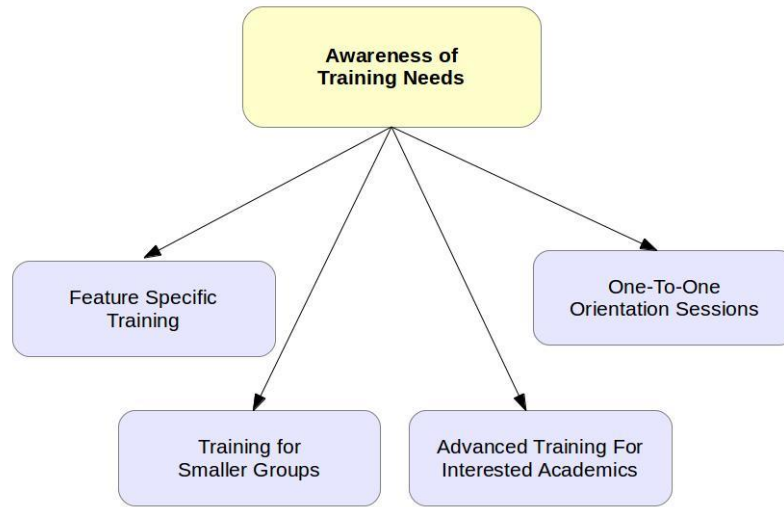 Awareness of
Training Needs
Feature Specific
Training
One-To-One
Orientation Sessions
Training for
Smaller Groups
Advanced Training For
Interested Academics